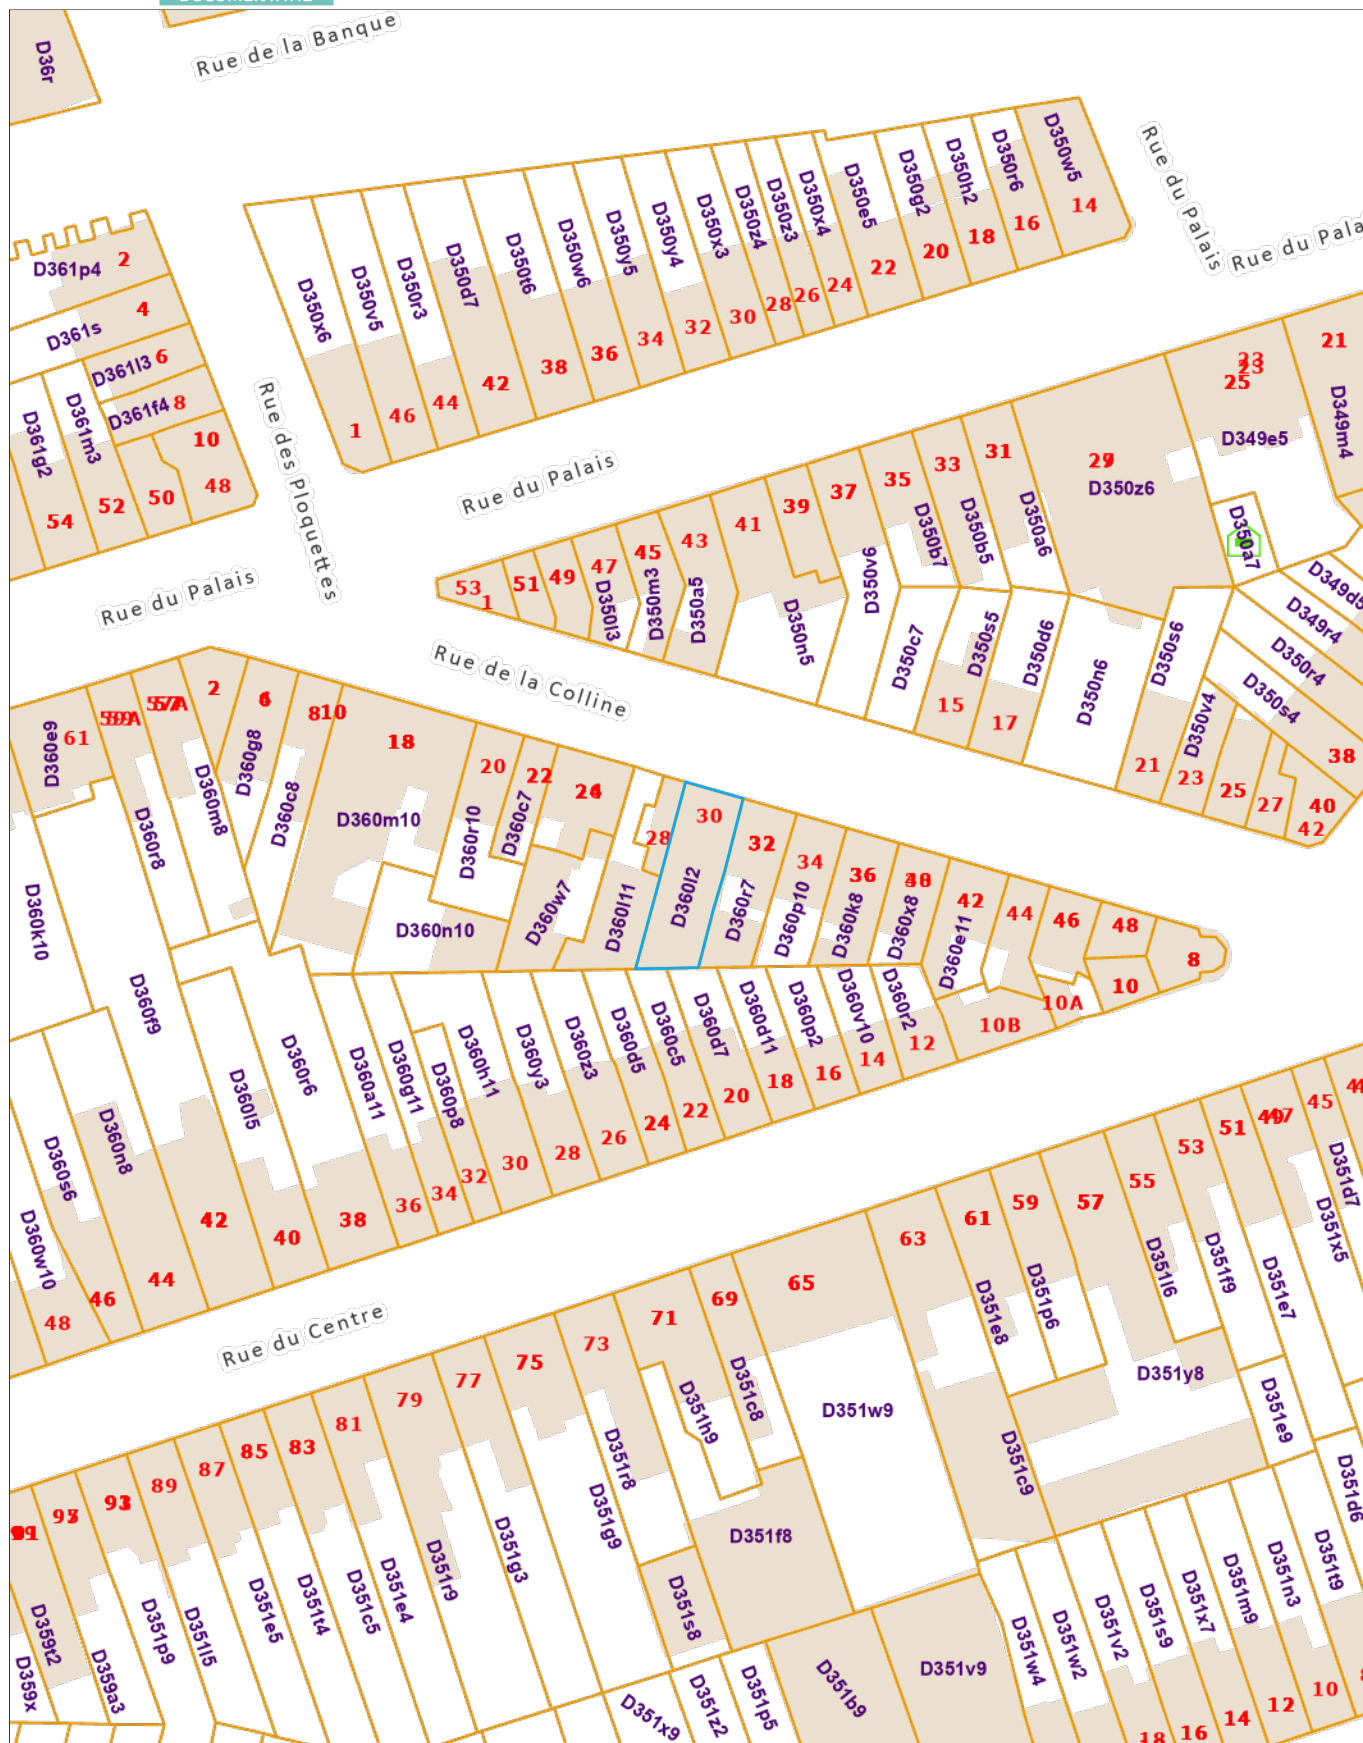 Rue de la Banque
D36r
Rue du Palais
Rue du Pala
D350w5
14
D350r6
16
D350h2
18
D350g2
20
D350e5
22
D350x4
24
D350z3
26
D350z4
28
D350x3
30
D350y4
32
D350y5
34
D350w6
36
D350t6
38
D350d7
42
D350r3
44
D350v5
46
D350x6
1
D361p4
2
D361s
4
D361l3
6
D361f4
8
10
48
D361m3
50
52
D361g2
54
Rue des Ploquettes
Rue du Palais
Rue du Palais
21
D349m4
23
23
25
D349e5
D350a7
D350z6
31
D350a6
33
D350b5
35
D350b7
37
D350v6
39
D350n5
41
43
D350a5
45
D350m3
47
D350l3
49
51
53
1
D349d5
D349r4
D350r4
D350s4
38
40
42
D350c7
D350s5
15
D350d6
17
D350n6
D350s6
21
D350v4
23
25
27
Rue de la Colline
D360e9
61
2
D360r8
D360m8
D360g8
8
10
D360c8
18
D360m10
20
D360r10
22
D360c7
24
D360w7
28
D360l11
30
D360l2
32
D360r7
34
D360p10
36
D360k8
D360x8
42
D360e11
44
46
48
8
10
10A
10B
D360n10
D360k10
D360f9
D360r6
D360l5
D360a11
D360g11
D360p8
D360h11
D360y3
D360z3
D360d5
D360c5
D360d7
D360d11
D360p2
D360v10
D360r2
12
14
16
18
20
22
24
26
28
30
32
34
36
38
40
42
44
46
48
D360n8
D360s6
D360w10
Rue du Centre
45
51
53
55
57
59
61
63
65
69
71
73
75
77
79
81
83
85
87
89
D351d7
D351x5
D351e7
D351f9
D351l6
D351p6
D351e8
D351y8
D351e9
D351w9
D351c9
D351c8
D351h9
D351r8
D351g9
D351f8
D351s8
D351g3
D351r9
D351e4
D351c5
D351t4
D351e5
D351l5
D351p9
D359t2
D359a3
D359x
D351d6
D351t9
D351n3
D351m9
D351x7
D351s9
D351v2
D351w2
D351w4
D351v9
D351b9
D351p5
D351z2
D351x9
10
12
14
16
18